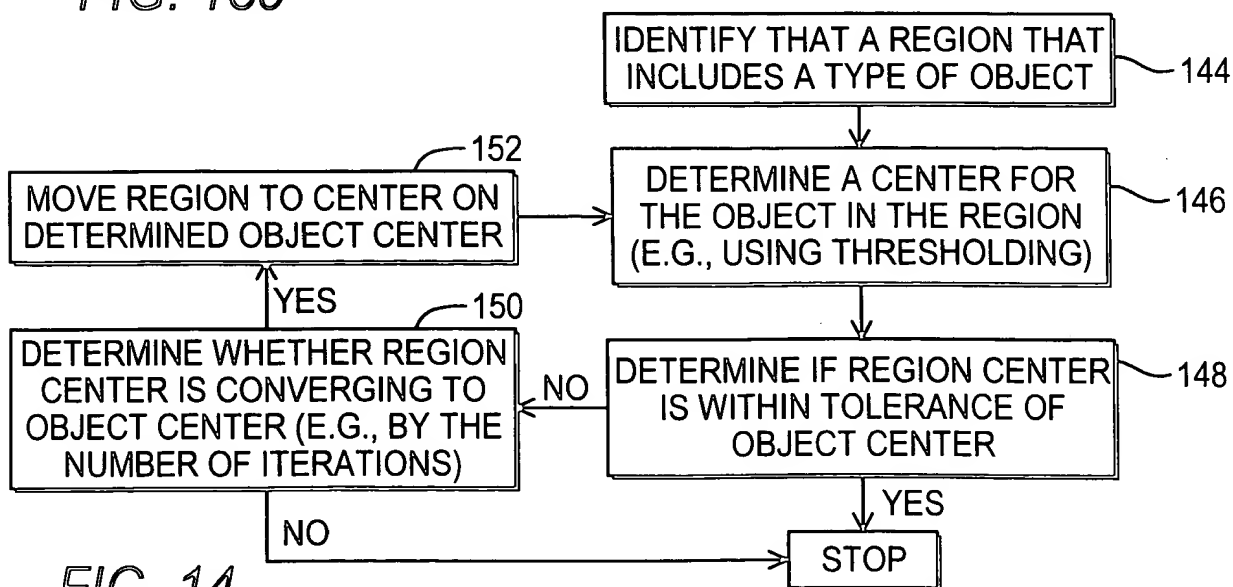 IDENTIFY THAT A REGION THAT
INCLUDES A TYPE OF OBJECT
144
152
MOVE REGION TO CENTER ON
DETERMINED OBJECT CENTER
DETERMINE A CENTER FOR
THE OBJECT IN THE REGION
(E.G., USING THRESHOLDING)
146
YES
150
DETERMINE WHETHER REGION
CENTER IS CONVERGING TO
OBJECT CENTER (E.G., BY THE
NUMBER OF ITERATIONS)
NO
DETERMINE IF REGION CENTER
IS WITHIN TOLERANCE OF
OBJECT CENTER
148
YES
NO
STOP
FIG. 14